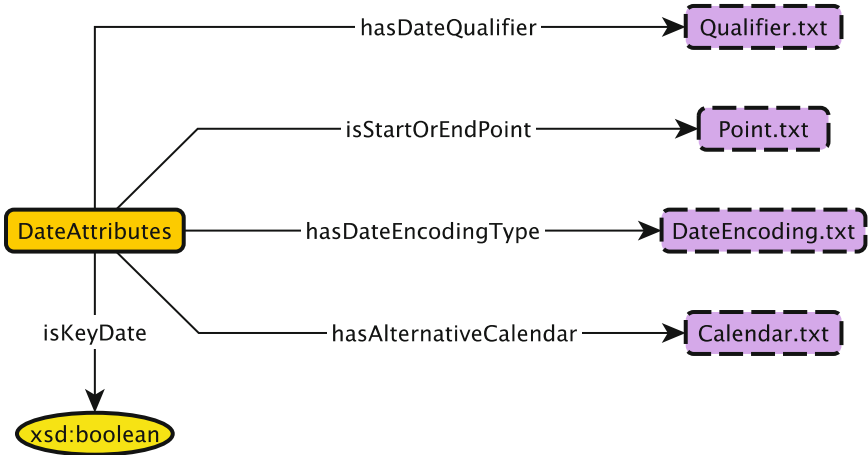 hasDateQualifier
Qualifier.txt
isStartOrEndPoint
Point.txt
DateAttributes
hasDateEncodingType
DateEncoding.txt
isKeyDate
hasAlternativeCalendar
Calendar.txt
xsd:boolean